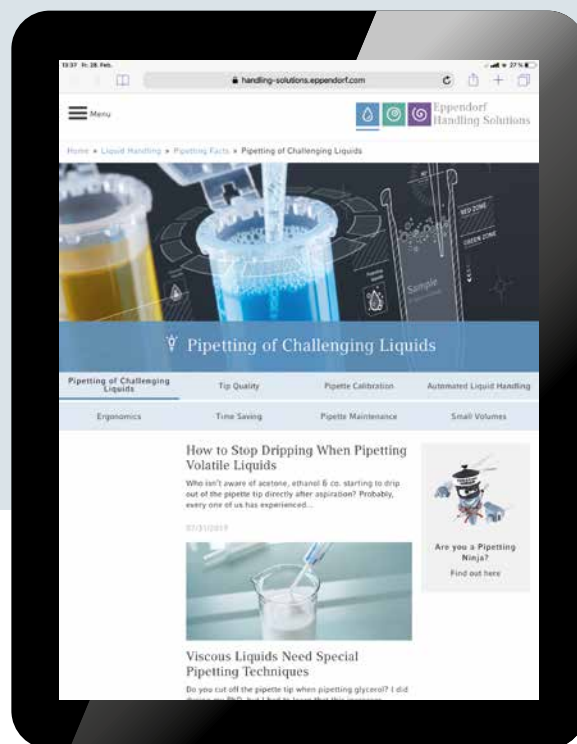 13:37 Fr. 28. Feb.
27 %
handling-solutions.eppendorf.com
Menu
Eppendorf
Handling Solutions
Home » Liquid Handling » Pipetting Facts » Pipetting of Challenging Liquids
RED ZONE
GREEN ZONE
Sample
Pipetting of Challenging Liquids
Pipetting of Challenging
Liquids
Tip Quality
Pipette Calibration
Automated Liquid Handling
Ergonomics
Time Saving
Pipette Maintenance
Small Volumes
How to Stop Dripping When Pipetting
Volatile Liquids
Who isn't aware of acetone, ethanol & co. starting to drip
out of the pipette tip directly after aspiration? Probably,
every one of us has experienced...
07/31/2019
Are you a Pipetting
Ninja?
Find out here
Viscous Liquids Need Special
Pipetting Techniques
Do you cut off the pipette tip when pipetting glycerol? I did